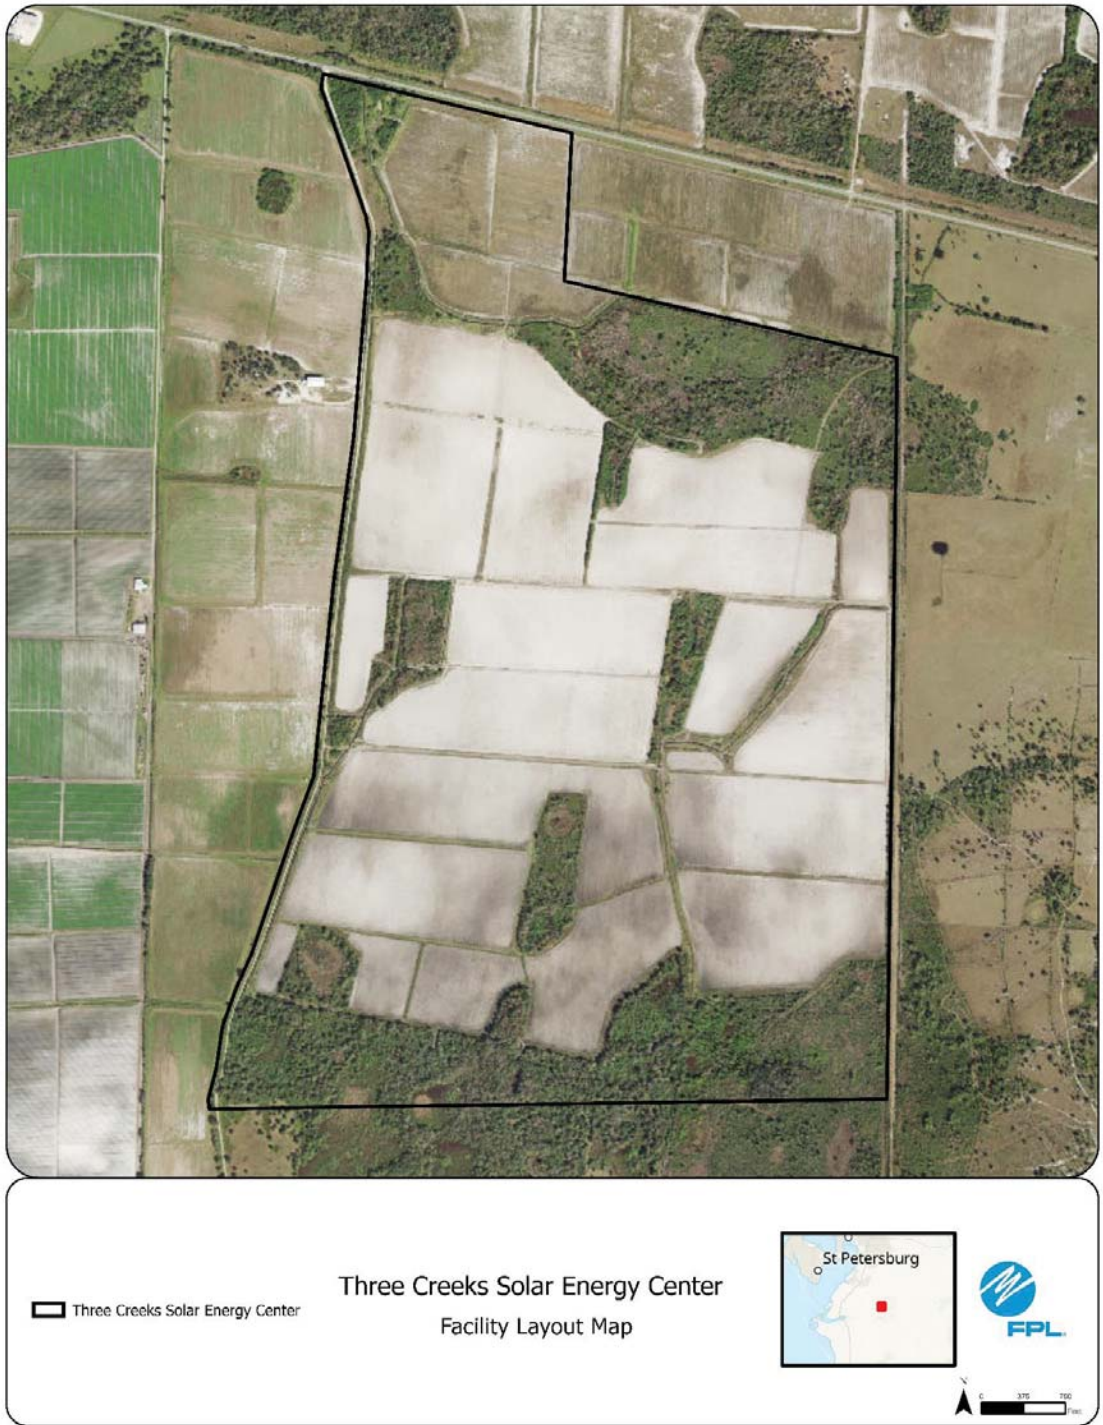 Three Creeks Solar Energy Center
Three Creeks Solar Energy Center
Facility Layout Map
St Petersburg
FPL
N
0 375 750
Feet